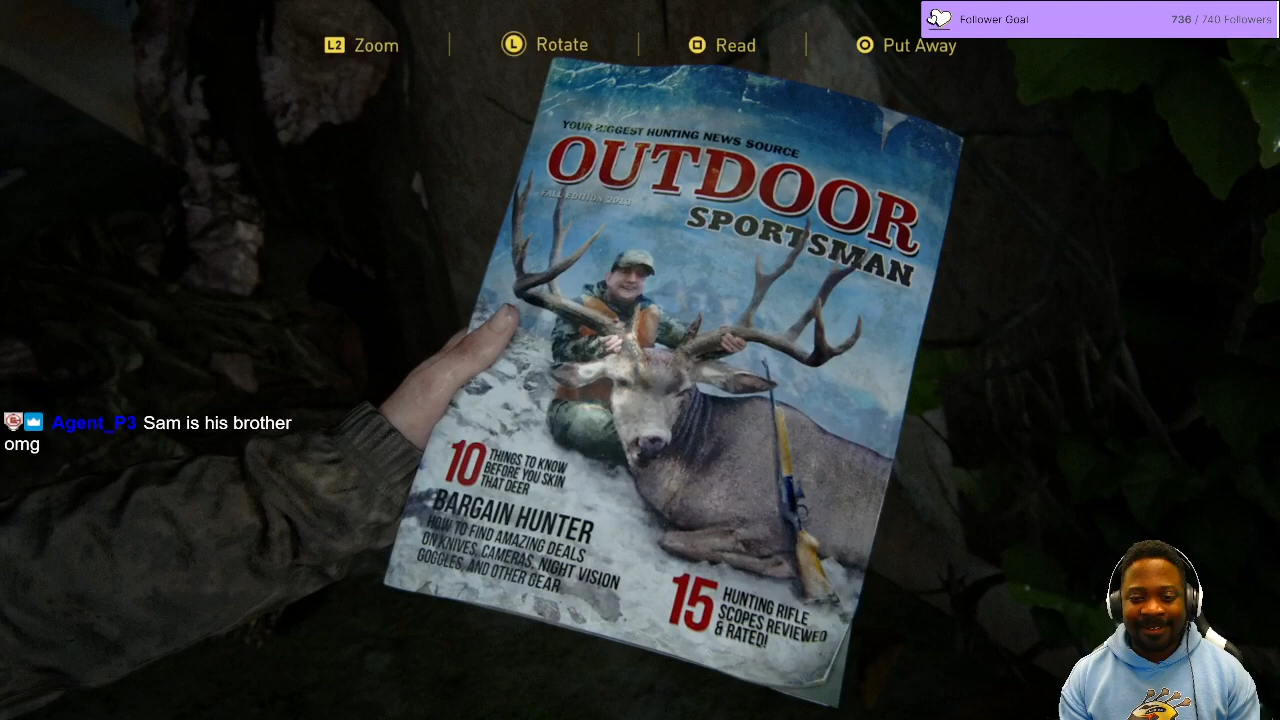 Follower Goal
736 / 740 Followers
L2 Zoom
L Rotate
Read
Put Away
YOUR BIGGEST HUNTING NEWS SOURCE
OUTDOOR
FALL EDITION
SPORTSMAN
Agent_P3 Sam is his brother
omg
10 THINGS TO KNOW
BEFORE YOU SKIN
THAT DEER
BARGAIN HUNTER
HOW TO FIND AMAZING DEALS
ON KNIVES, CAMERAS, NIGHT VISION
GOGGLES, AND OTHER GEAR
15 HUNTING RIFLE
SCOPES REVIEWED
& RATED!